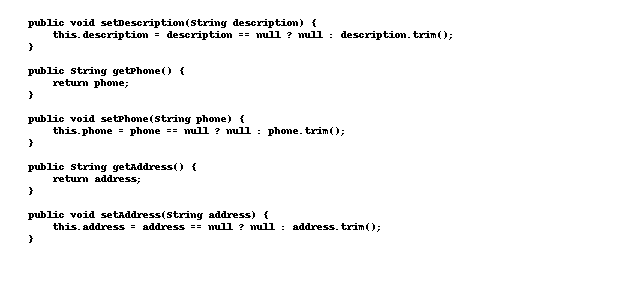 public void setDescription(String description) {
    this.description = description == null ? null : description.trim();
}

public String getPhone() {
    return phone;
}

public void setPhone(String phone) {
    this.phone = phone == null ? null : phone.trim();
}

public String getAddress() {
    return address;
}

public void setAddress(String address) {
    this.address = address == null ? null : address.trim();
}